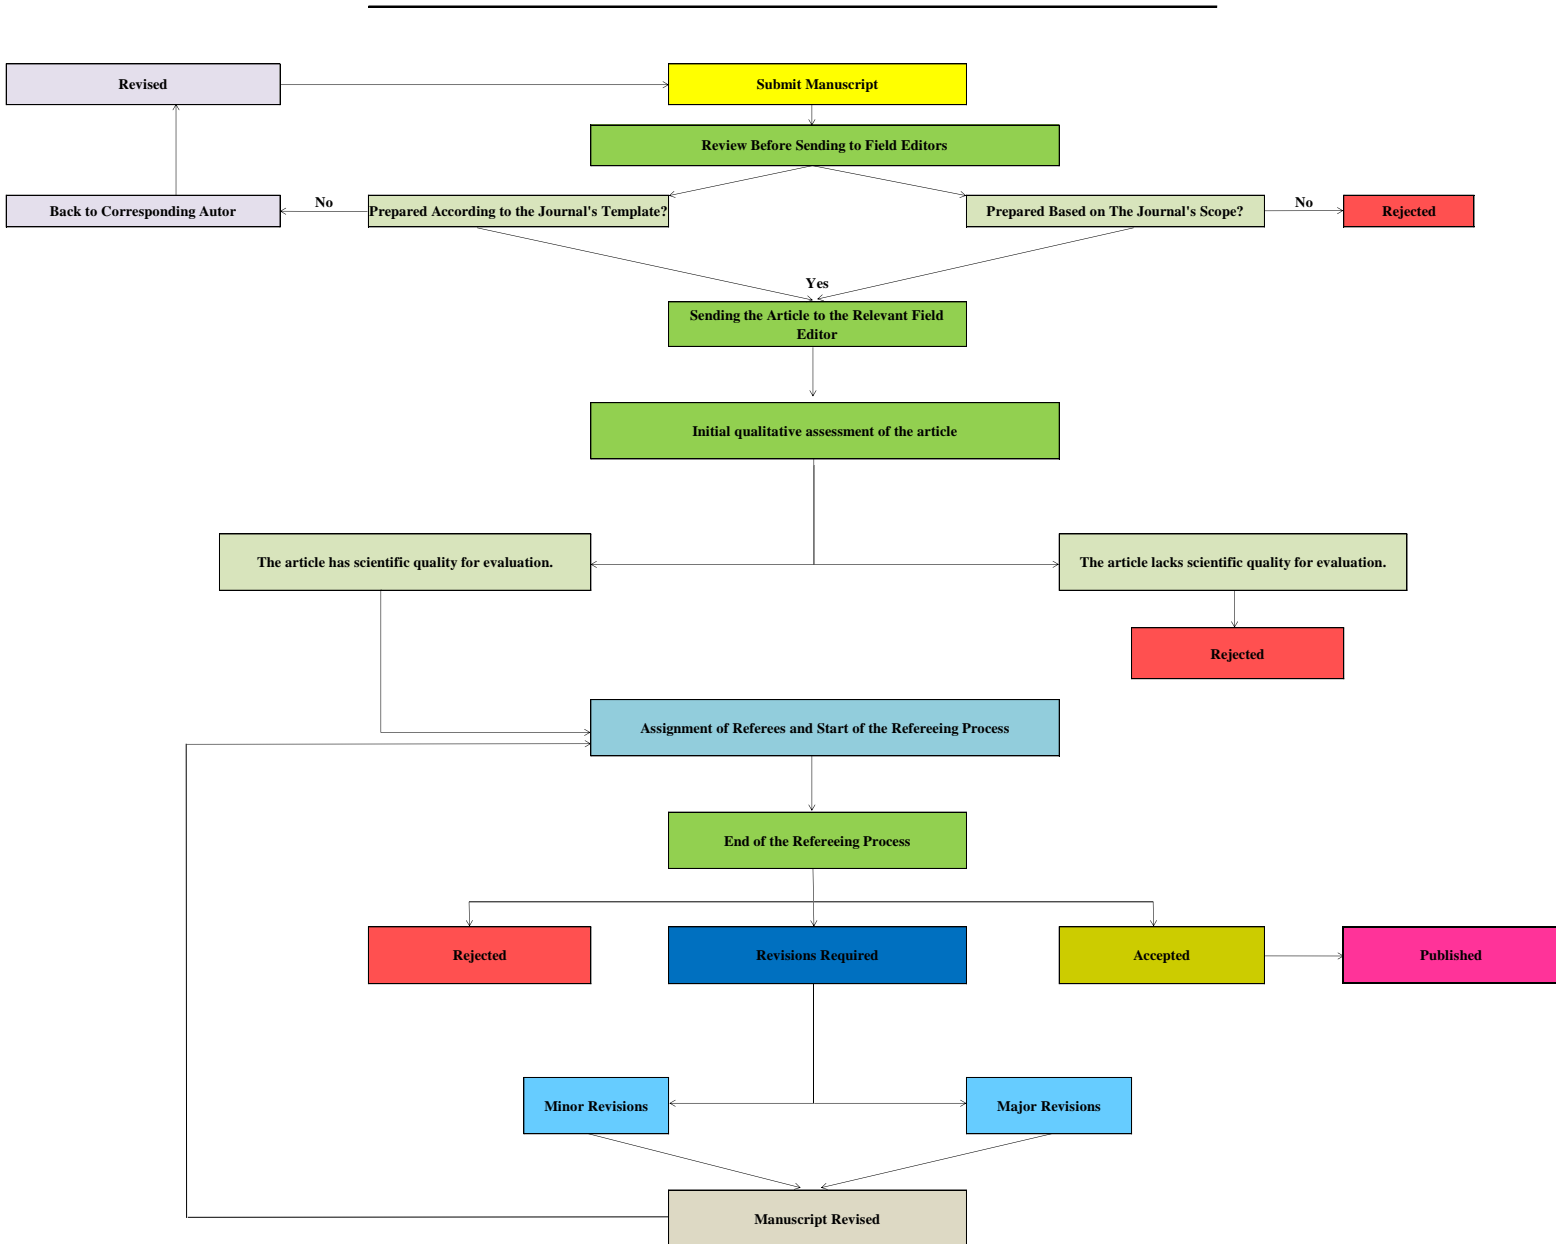 Revised
Submit Manuscript
Review Before Sending to Field Editors
Back to Corresponding Autor
No
Prepared According to the Journal's Template?
Prepared Based on The Journal's Scope?
No
Rejected
Yes
Sending the Article to the Relevant Field
Editor
Initial qualitative assessment of the article
The article has scientific quality for evaluation.
The article lacks scientific quality for evaluation.
Rejected
Assignment of Referees and Start of the Refereeing Process
End of the Refereeing Process
Rejected
Revisions Required
Accepted
Published
Minor Revisions
Major Revisions
Manuscript Revised